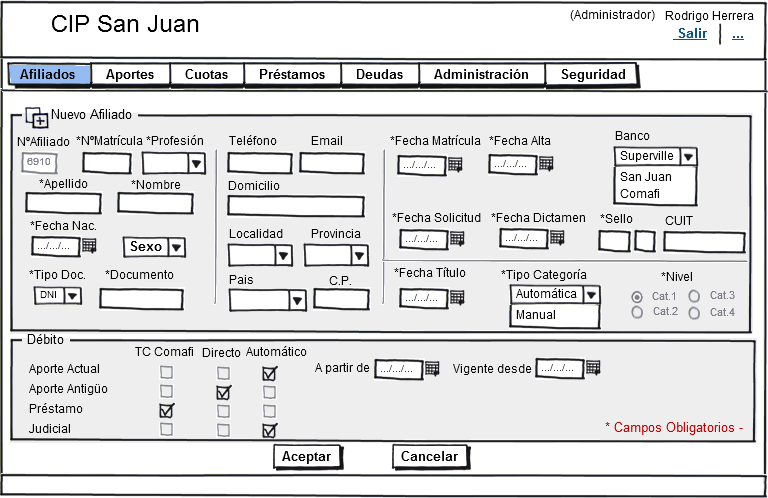 CIP San Juan
(Administrador) Rodrigo Herrera
Salir | ...
Afiliados Aportes Cuotas Préstamos Deudas Administración Seguridad
Nuevo Afiliado
NºAfiliado *NºMatrícula *Profesión Teléfono Email *Fecha Matrícula *Fecha Alta Banco
6910 .../.../... .../.../... Superville
San Juan
Comafi
*Apellido *Nombre Domicilio
*Fecha Nac. *Fecha Solicitud *Fecha Dictamen *Sello CUIT
.../.../... Sexo Localidad Provincia .../.../... .../.../...
*Tipo Doc. *Documento Pais C.P. *Fecha Título *Tipo Categoría *Nivel
DNI .../.../... Automática Cat.1 Cat.3
Manual Cat.2 Cat.4
Débito
TC Comafi Directo Automático
Aporte Actual A partir de .../.../... Vigente desde .../.../...
Aporte Antigüo
Préstamo
Judicial * Campos Obligatorios -
Aceptar Cancelar